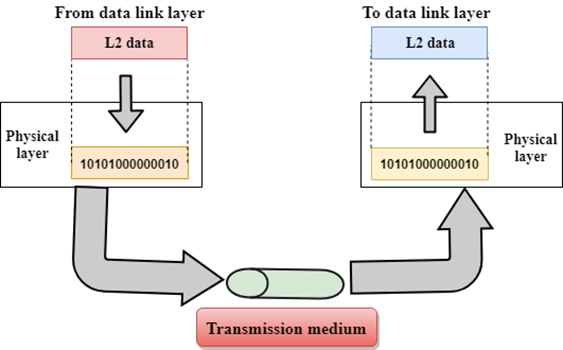 From data link layer
To data link layer
L2 data
L2 data
Physical
layer
Physical
layer
10101000000010
10101000000010
Transmission medium